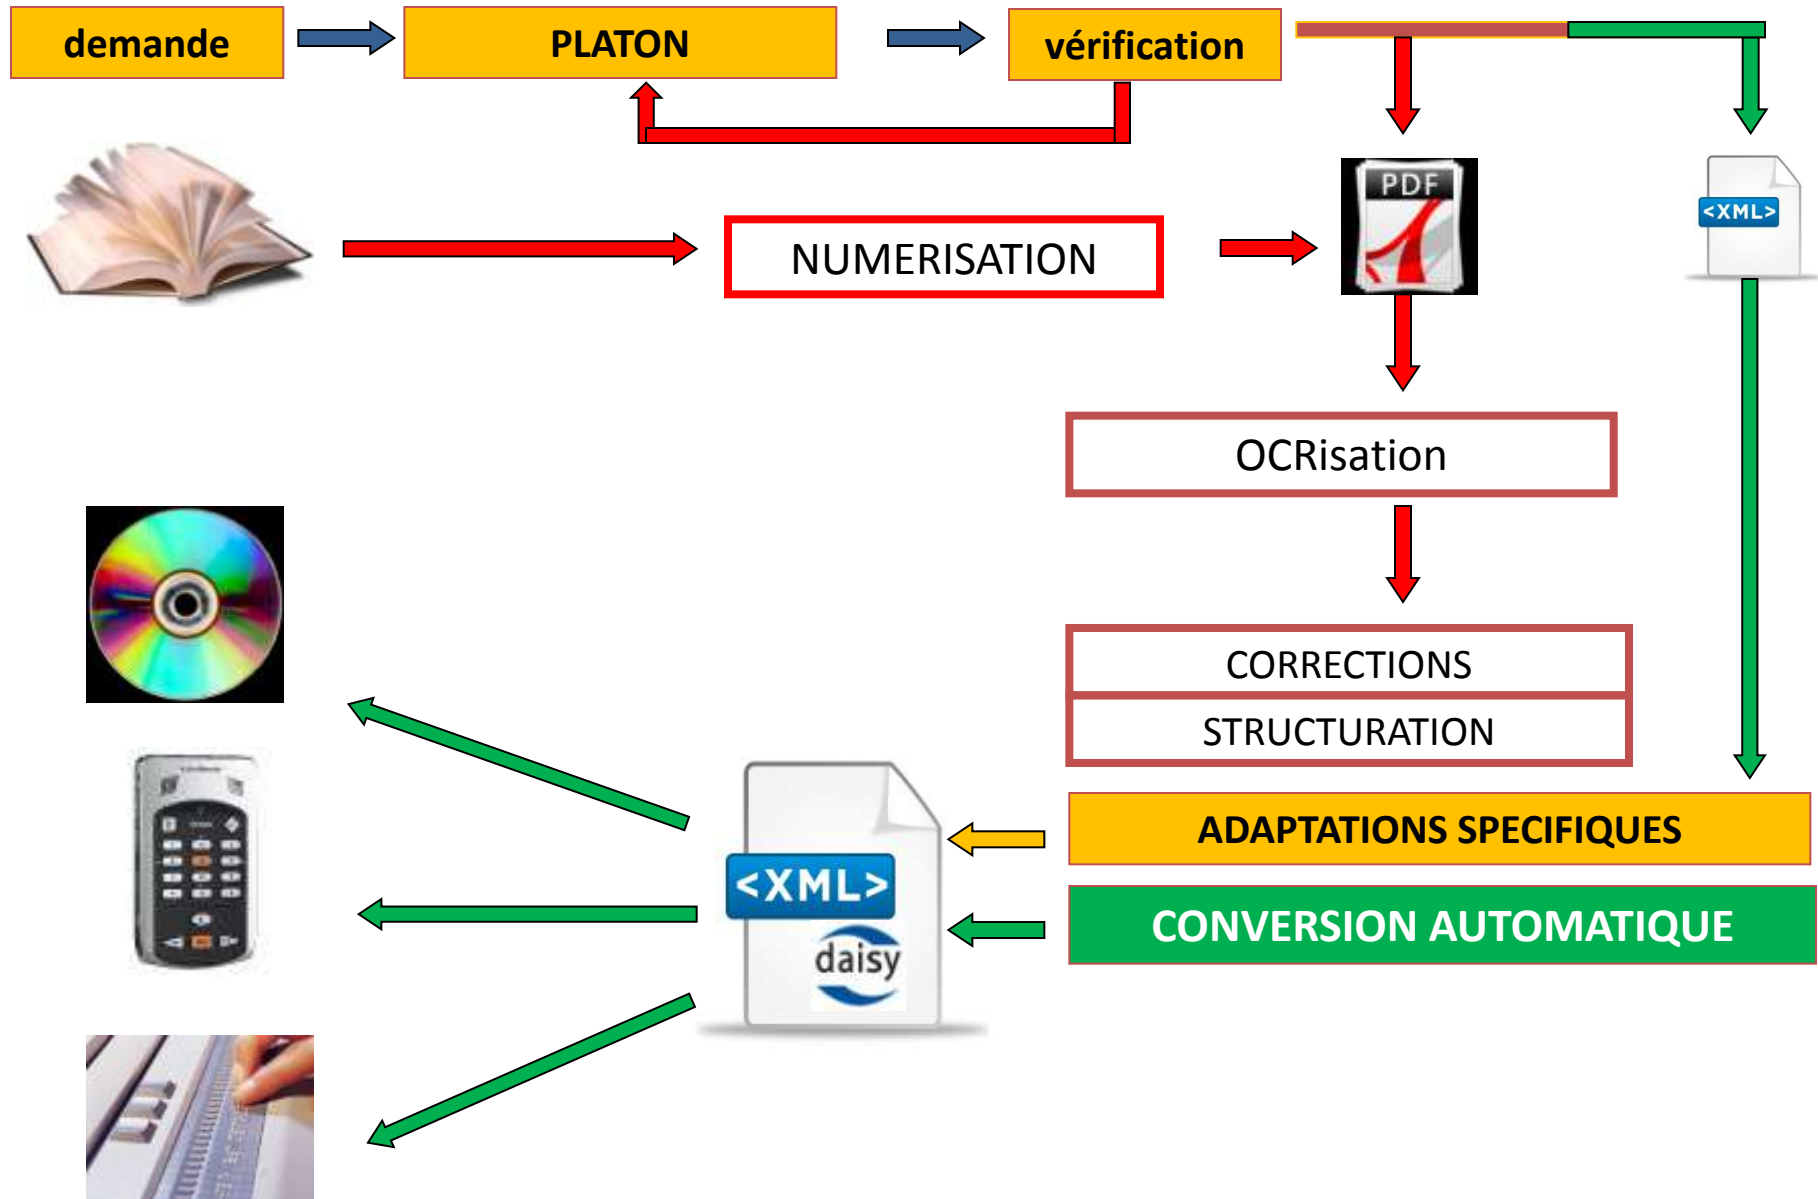 demande
PLATON
vérification
PDF
<XML>
NUMERISATION
OCRisation
CORRECTIONS
STRUCTURATION
ADAPTATIONS SPECIFIQUES
<XML>
CONVERSION AUTOMATIQUE
daisy